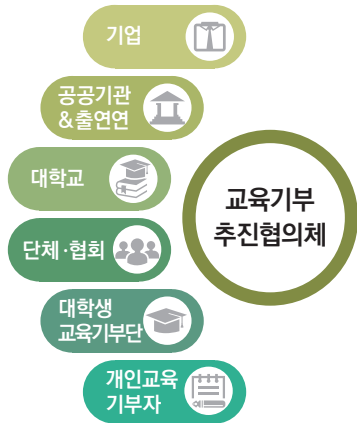 기업
공공기관
&출연연
대학교
단체·협회
대학생
교육기부단
개인교육
기부자
교육기부
추진협의체